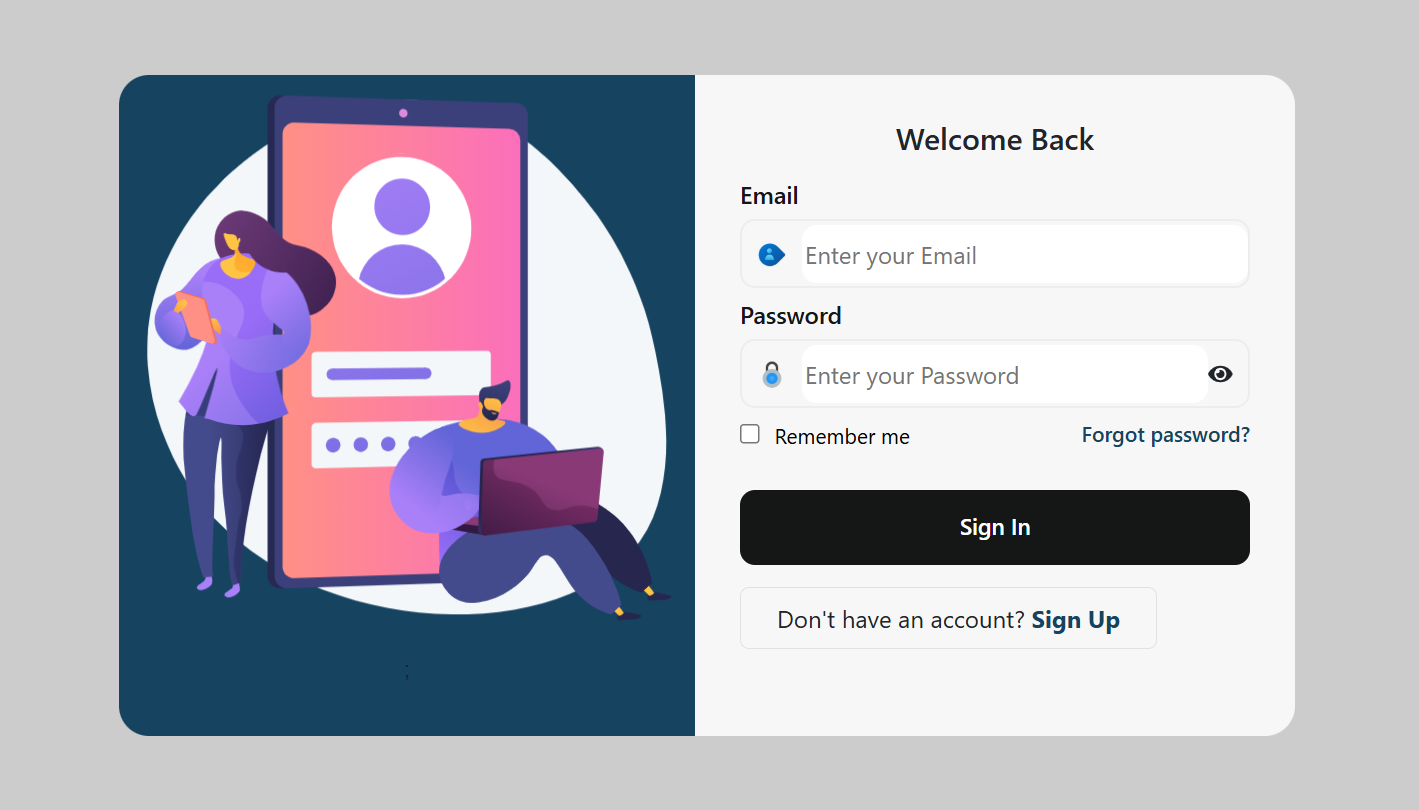 Welcome Back
Email
Enter your Email
Password
Enter your Password
Remember me
Forgot password?
Sign In
Don't have an account? Sign Up
;